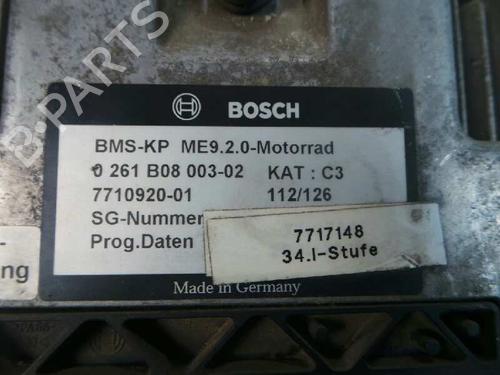 BOSCH
BMS-KP ME9.2.0-Motorrad
0 261 B08 003-02 KAT : C3
7710920-01 112/126
SG-Nummer
Prog.Daten
7717148
34.I-Stufe
Made in Germany
B-PARTS